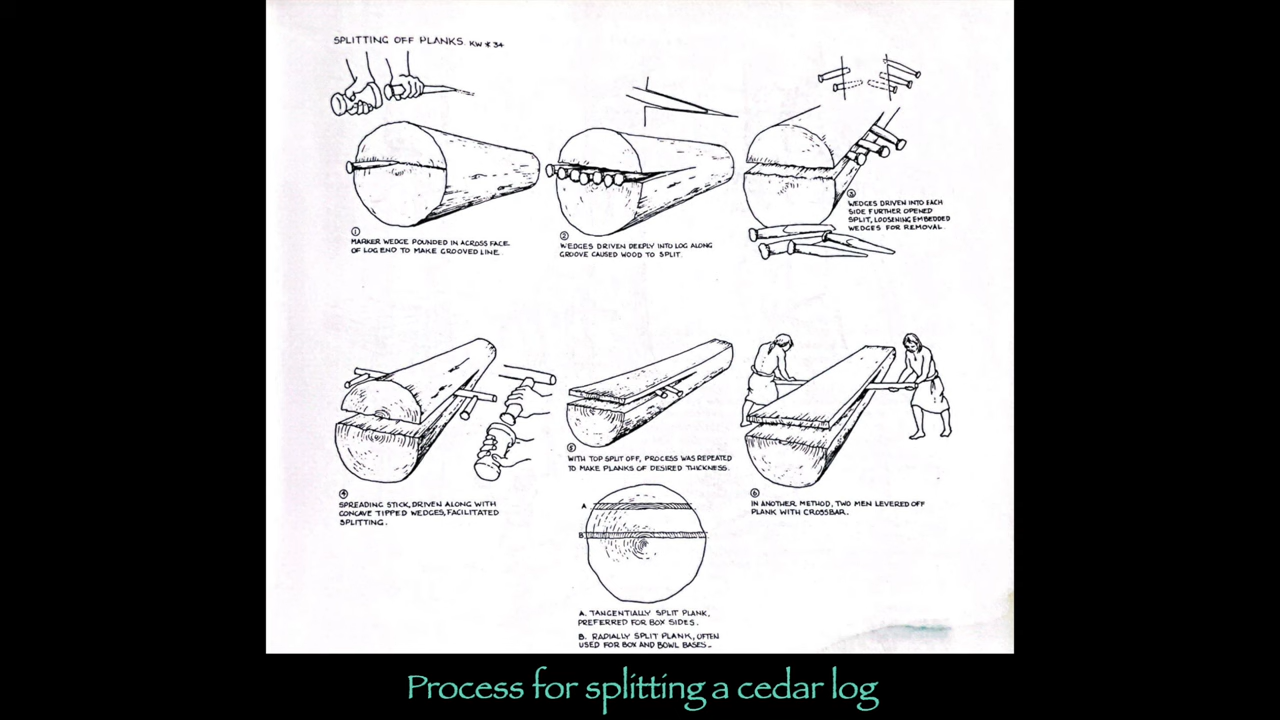 SPLITTING OFF PLANKS. KW * 34
①
MARKER WEDGE POUNDED IN ACROSS FACE
OF LOG END TO MAKE GROOVED LINE.
②
WEDGES DRIVEN DEEPLY INTO LOG ALONG
GROOVE CAUSED WOOD TO SPLIT.
③
WEDGES DRIVEN INTO EACH
SIDE FURTHER OPENED
SPLIT, LOOSENING EMBEDDED
WEDGES FOR REMOVAL.
④
SPREADING STICK, DRIVEN ALONG WITH
CONCAVE TIPPED WEDGES, FACILITATED
SPLITTING.
⑤
WITH TOP SPLIT OFF, PROCESS WAS REPEATED
TO MAKE PLANKS OF DESIRED THICKNESS.
⑥
IN ANOTHER METHOD, TWO MEN LEVERED OFF
PLANK WITH CROSSBAR.
A
B
A. TANGENTIALLY SPLIT PLANK,
PREFERRED FOR BOX SIDES.
B. RADIALLY SPLIT PLANK, OFTEN
USED FOR BOX AND BOWL BASES.
Process for splitting a cedar log